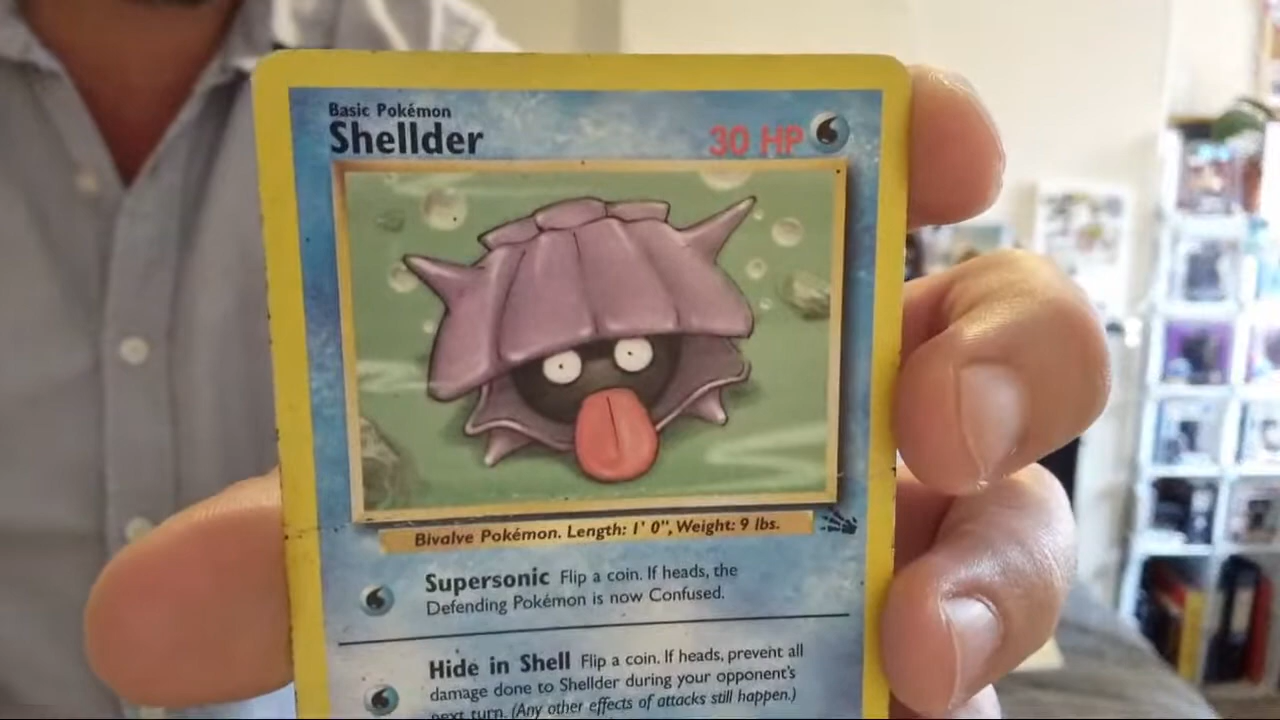 Basic Pokémon
Shellder
30 HP
Bivalve Pokémon. Length: 1' 0", Weight: 9 lbs.
Supersonic Flip a coin. If heads, the
Defending Pokémon is now Confused.
Hide in Shell Flip a coin. If heads, prevent all
damage done to Shellder during your opponent's
next turn. (Any other effects of attacks still happen.)